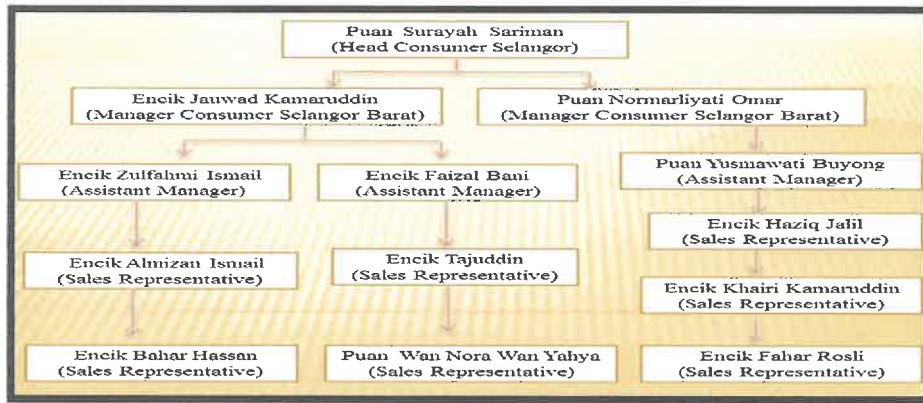 Puan Surayah Sariman
(Head Consumer Selangor)
Encik Jauwad Kamaruddin
(Manager Consumer Selangor Barat)
Puan Normarliyati Omar
(Manager Consumer Selangor Barat)
Encik Zulfahmi Ismail
(Assistant Manager)
Encik Faizal Bani
(Assistant Manager)
Puan Yusmawati Buyong
(Assistant Manager)
Encik Haziq Jalil
(Sales Representative)
Encik Almizan Ismail
(Sales Representative)
Encik Tajuddin
(Sales Representative)
Encik Khairi Kamaruddin
(Sales Representative)
Encik Bahar Hassan
(Sales Representative)
Puan Wan Nora Wan Yahya
(Sales Representative)
Encik Fahar Rosli
(Sales Representative)